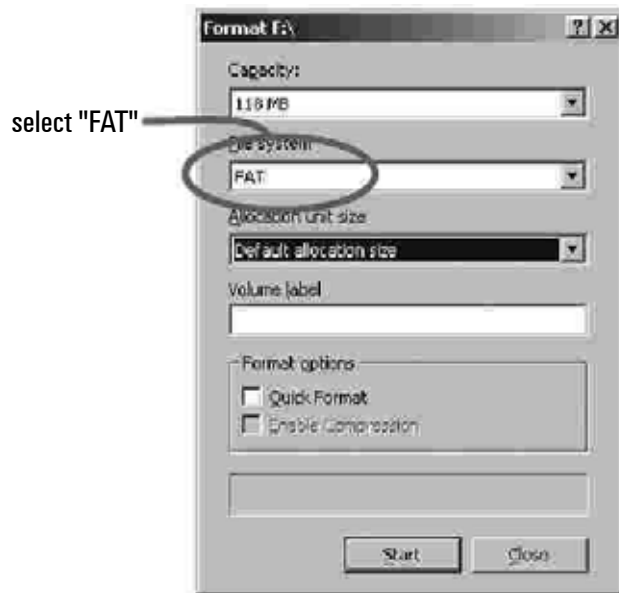 Format F:\
? X
Capacity:
118 MB
select "FAT"
File system
FAT
Allocation unit size
Default allocation size
Volume label
Format options
Quick Format
Enable Compression
Start
Close